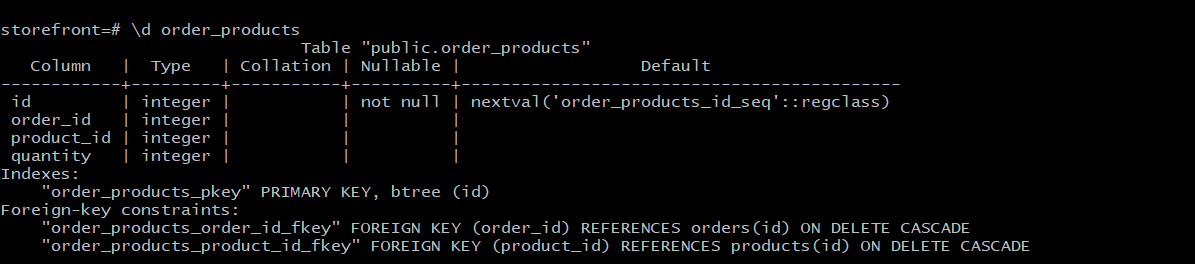 storefront=# \d order_products
                              Table "public.order_products"
   Column   |  Type   | Collation | Nullable |                  Default
------------+---------+-----------+----------+--------------------------------------------
 id         | integer |           | not null | nextval('order_products_id_seq'::regclass)
 order_id   | integer |           |          |
 product_id | integer |           |          |
 quantity   | integer |           |          |
Indexes:
    "order_products_pkey" PRIMARY KEY, btree (id)
Foreign-key constraints:
    "order_products_order_id_fkey" FOREIGN KEY (order_id) REFERENCES orders(id) ON DELETE CASCADE
    "order_products_product_id_fkey" FOREIGN KEY (product_id) REFERENCES products(id) ON DELETE CASCADE